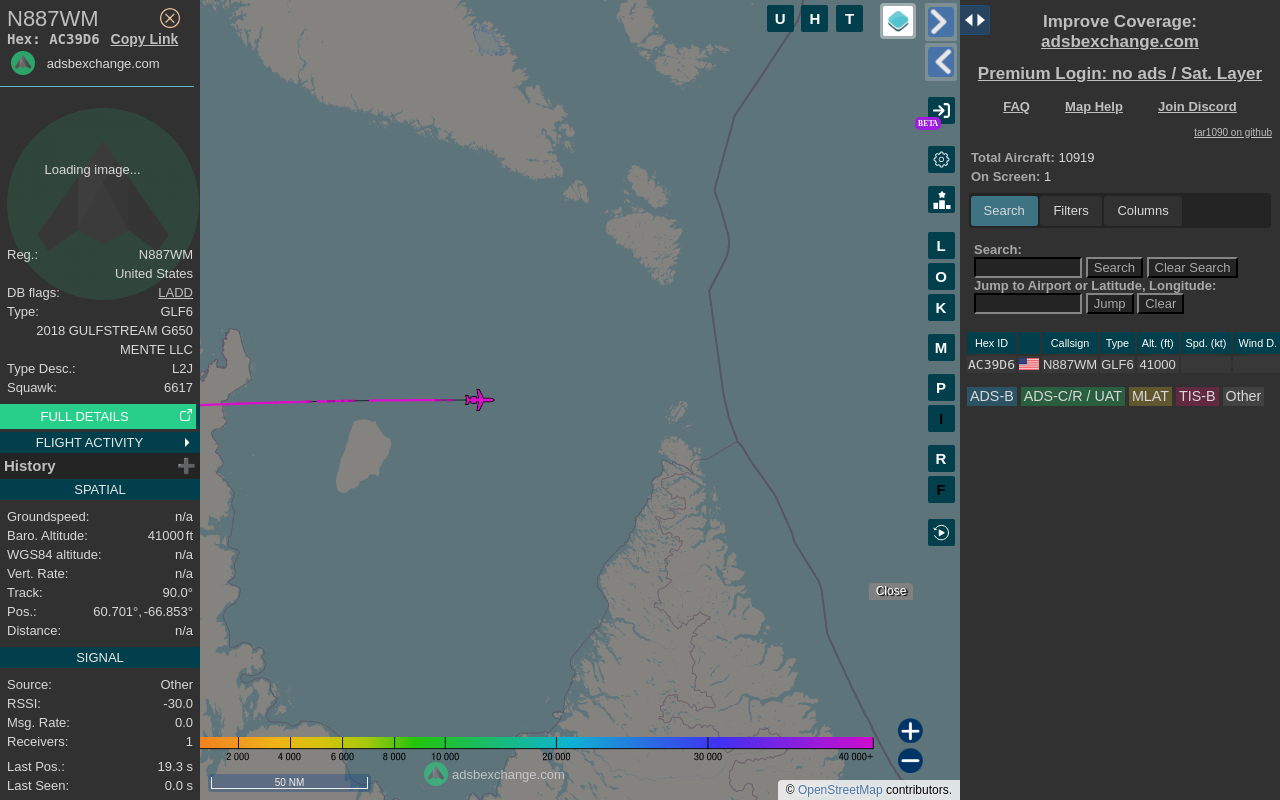 N887WM
Hex: AC39D6 Copy Link
adsbexchange.com
Loading image...
Reg.: N887WM
United States
DB flags: LADD
Type: GLF6
2018 GULFSTREAM G650
MENTE LLC
Type Desc.: L2J
Squawk: 6617
FULL DETAILS
FLIGHT ACTIVITY
History
SPATIAL
Groundspeed: n/a
Baro. Altitude: 41000 ft
WGS84 altitude: n/a
Vert. Rate: n/a
Track: 90.0°
Pos.: 60.701°, -66.853°
Distance: n/a
SIGNAL
Source: Other
RSSI: -30.0
Msg. Rate: 0.0
Receivers: 1
Last Pos.: 19.3 s
Last Seen: 0.0 s
U H T
BETA
L
O
K
M
P
I
R
F
Close
2 000 4 000 6 000 8 000 10 000 20 000 30 000 40 000+
adsbexchange.com
50 NM
© OpenStreetMap contributors.
Improve Coverage:
adsbexchange.com
Premium Login: no ads / Sat. Layer
FAQ Map Help Join Discord
tar1090 on github
Total Aircraft: 10919
On Screen: 1
Search Filters Columns
Search:
Search Clear Search
Jump to Airport or Latitude, Longitude:
Jump Clear
Hex ID Callsign Type Alt. (ft) Spd. (kt) Wind D.
AC39D6 N887WM GLF6 41000
ADS-B ADS-C/R / UAT MLAT TIS-B Other